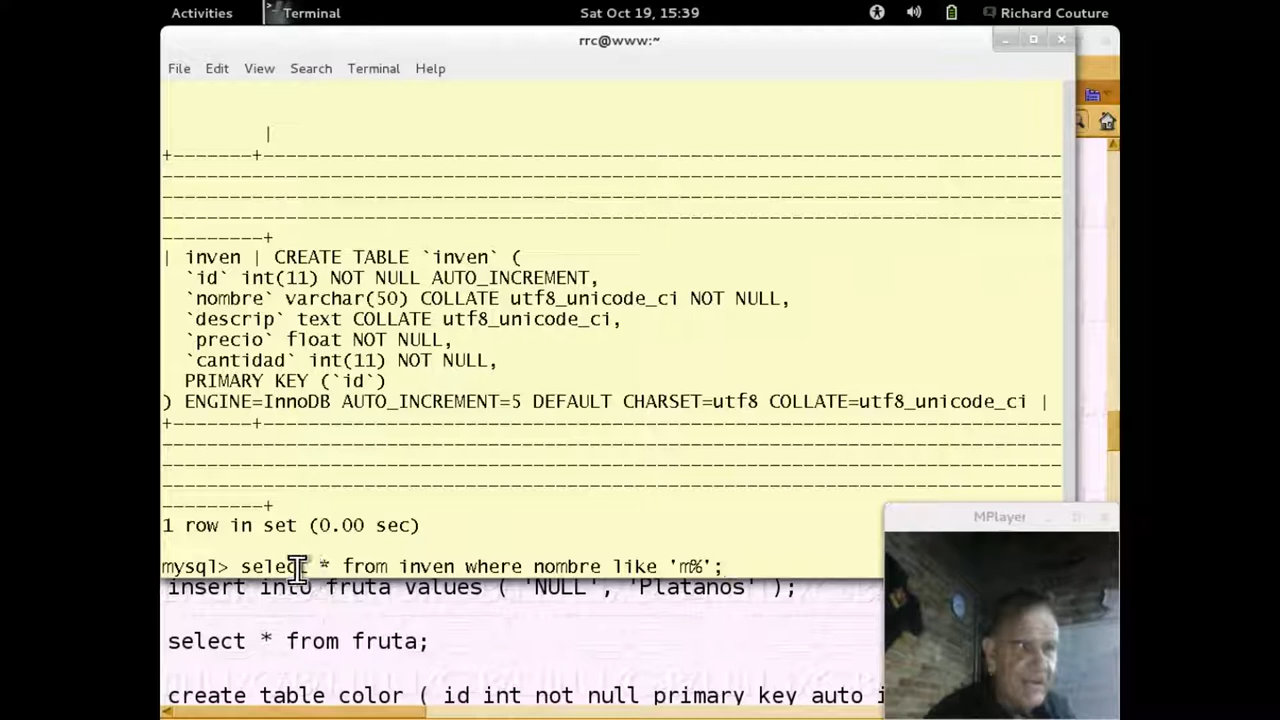 Activities Terminal Sat Oct 19, 15:39 Richard Couture
rrc@www:~
File Edit View Search Terminal Help
|
+-------+-----------------------------------------------------------------------
--------------------------------------------------------------------------------
--------------------------------------------------------------------------------
--------------------------------------------------------------------------------
---------+
| inven | CREATE TABLE `inven` (
`id` int(11) NOT NULL AUTO_INCREMENT,
`nombre` varchar(50) COLLATE utf8_unicode_ci NOT NULL,
`descrip` text COLLATE utf8_unicode_ci,
`precio` float NOT NULL,
`cantidad` int(11) NOT NULL,
PRIMARY KEY (`id`)
) ENGINE=InnoDB AUTO_INCREMENT=5 DEFAULT CHARSET=utf8 COLLATE=utf8_unicode_ci |
+-------+-----------------------------------------------------------------------
--------------------------------------------------------------------------------
--------------------------------------------------------------------------------
--------------------------------------------------------------------------------
---------+
1 row in set (0.00 sec)
MPlayer
mysql> select * from inven where nombre like 'm%';
insert into fruta values ( 'NULL', 'Platanos' );
select * from fruta;
create table color ( id int not null primary key auto i